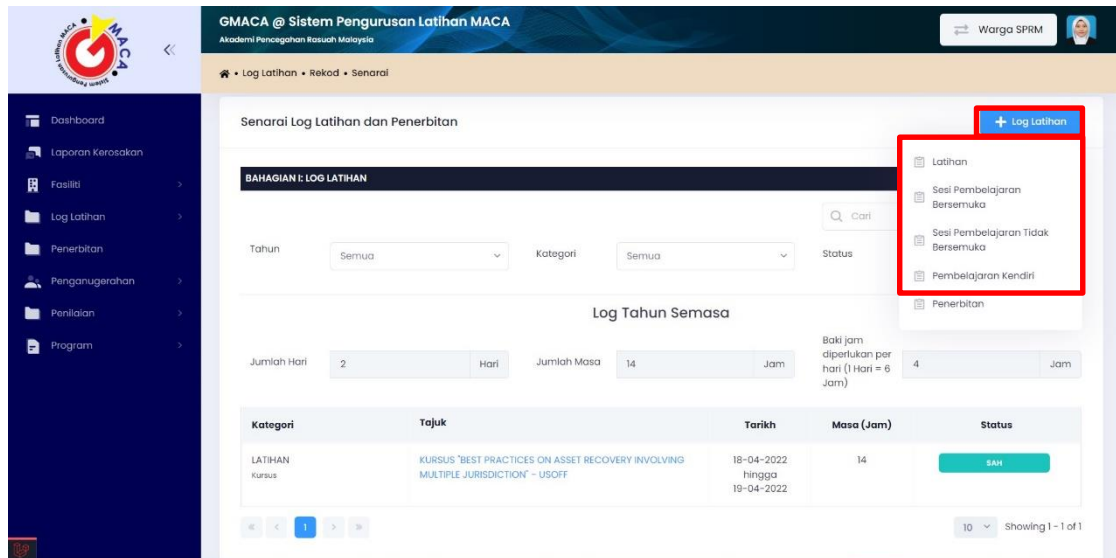 Sistem Pengurusan Latihan MACA
MACA
GMACA @ Sistem Pengurusan Latihan MACA
Akademi Pencegahan Rasuah Malaysia
Warga SPRM
• Log Latihan • Rekod • Senarai
Dashboard
Laporan Kerosakan
Fasiliti
Log Latihan
Penerbitan
Penganugerahan
Penilaian
Program
Senarai Log Latihan dan Penerbitan
+ Log Latihan
Latihan
Sesi Pembelajaran
Bersemuka
Sesi Pembelajaran Tidak
Bersemuka
Pembelajaran Kendiri
Penerbitan
BAHAGIAN I: LOG LATIHAN
Cari
Tahun
Semua
Kategori
Semua
Status
Log Tahun Semasa
Jumlah Hari
2
Hari
Jumlah Masa
14
Jam
Baki jam
diperlukan per
hari (1 Hari = 6
Jam)
4
Jam
Kategori Tajuk Tarikh Masa (Jam) Status
LATIHAN
Kursus
KURSUS "BEST PRACTICES ON ASSET RECOVERY INVOLVING
MULTIPLE JURISDICTION" - USOFF
18-04-2022
hingga
19-04-2022
14
SAH
« < 1 > »
10
Showing 1 - 1 of 1